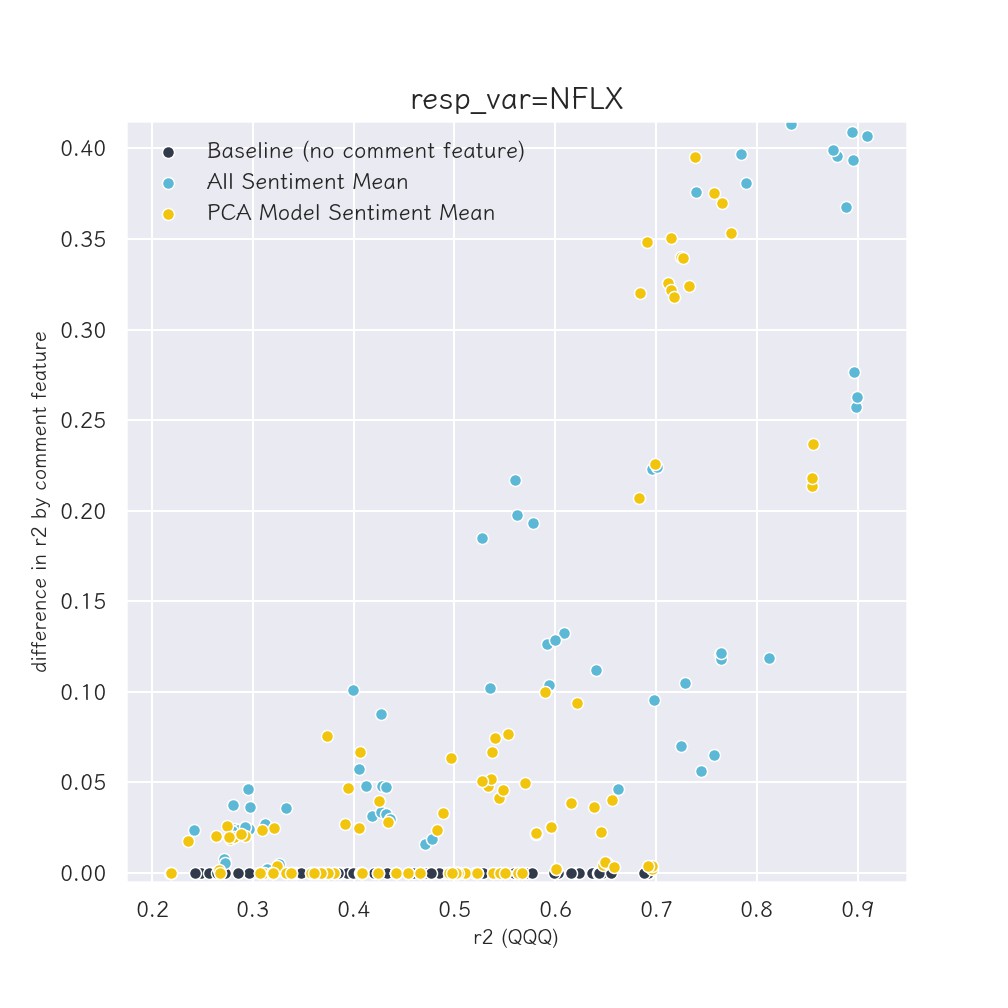 resp_var=NFLX
Baseline (no comment feature)
All Sentiment Mean
PCA Model Sentiment Mean
0.40
0.35
0.30
0.25
0.20
0.15
0.10
0.05
0.00
difference in r2 by comment feature
0.2 0.3 0.4 0.5 0.6 0.7 0.8 0.9
r2 (QQQ)